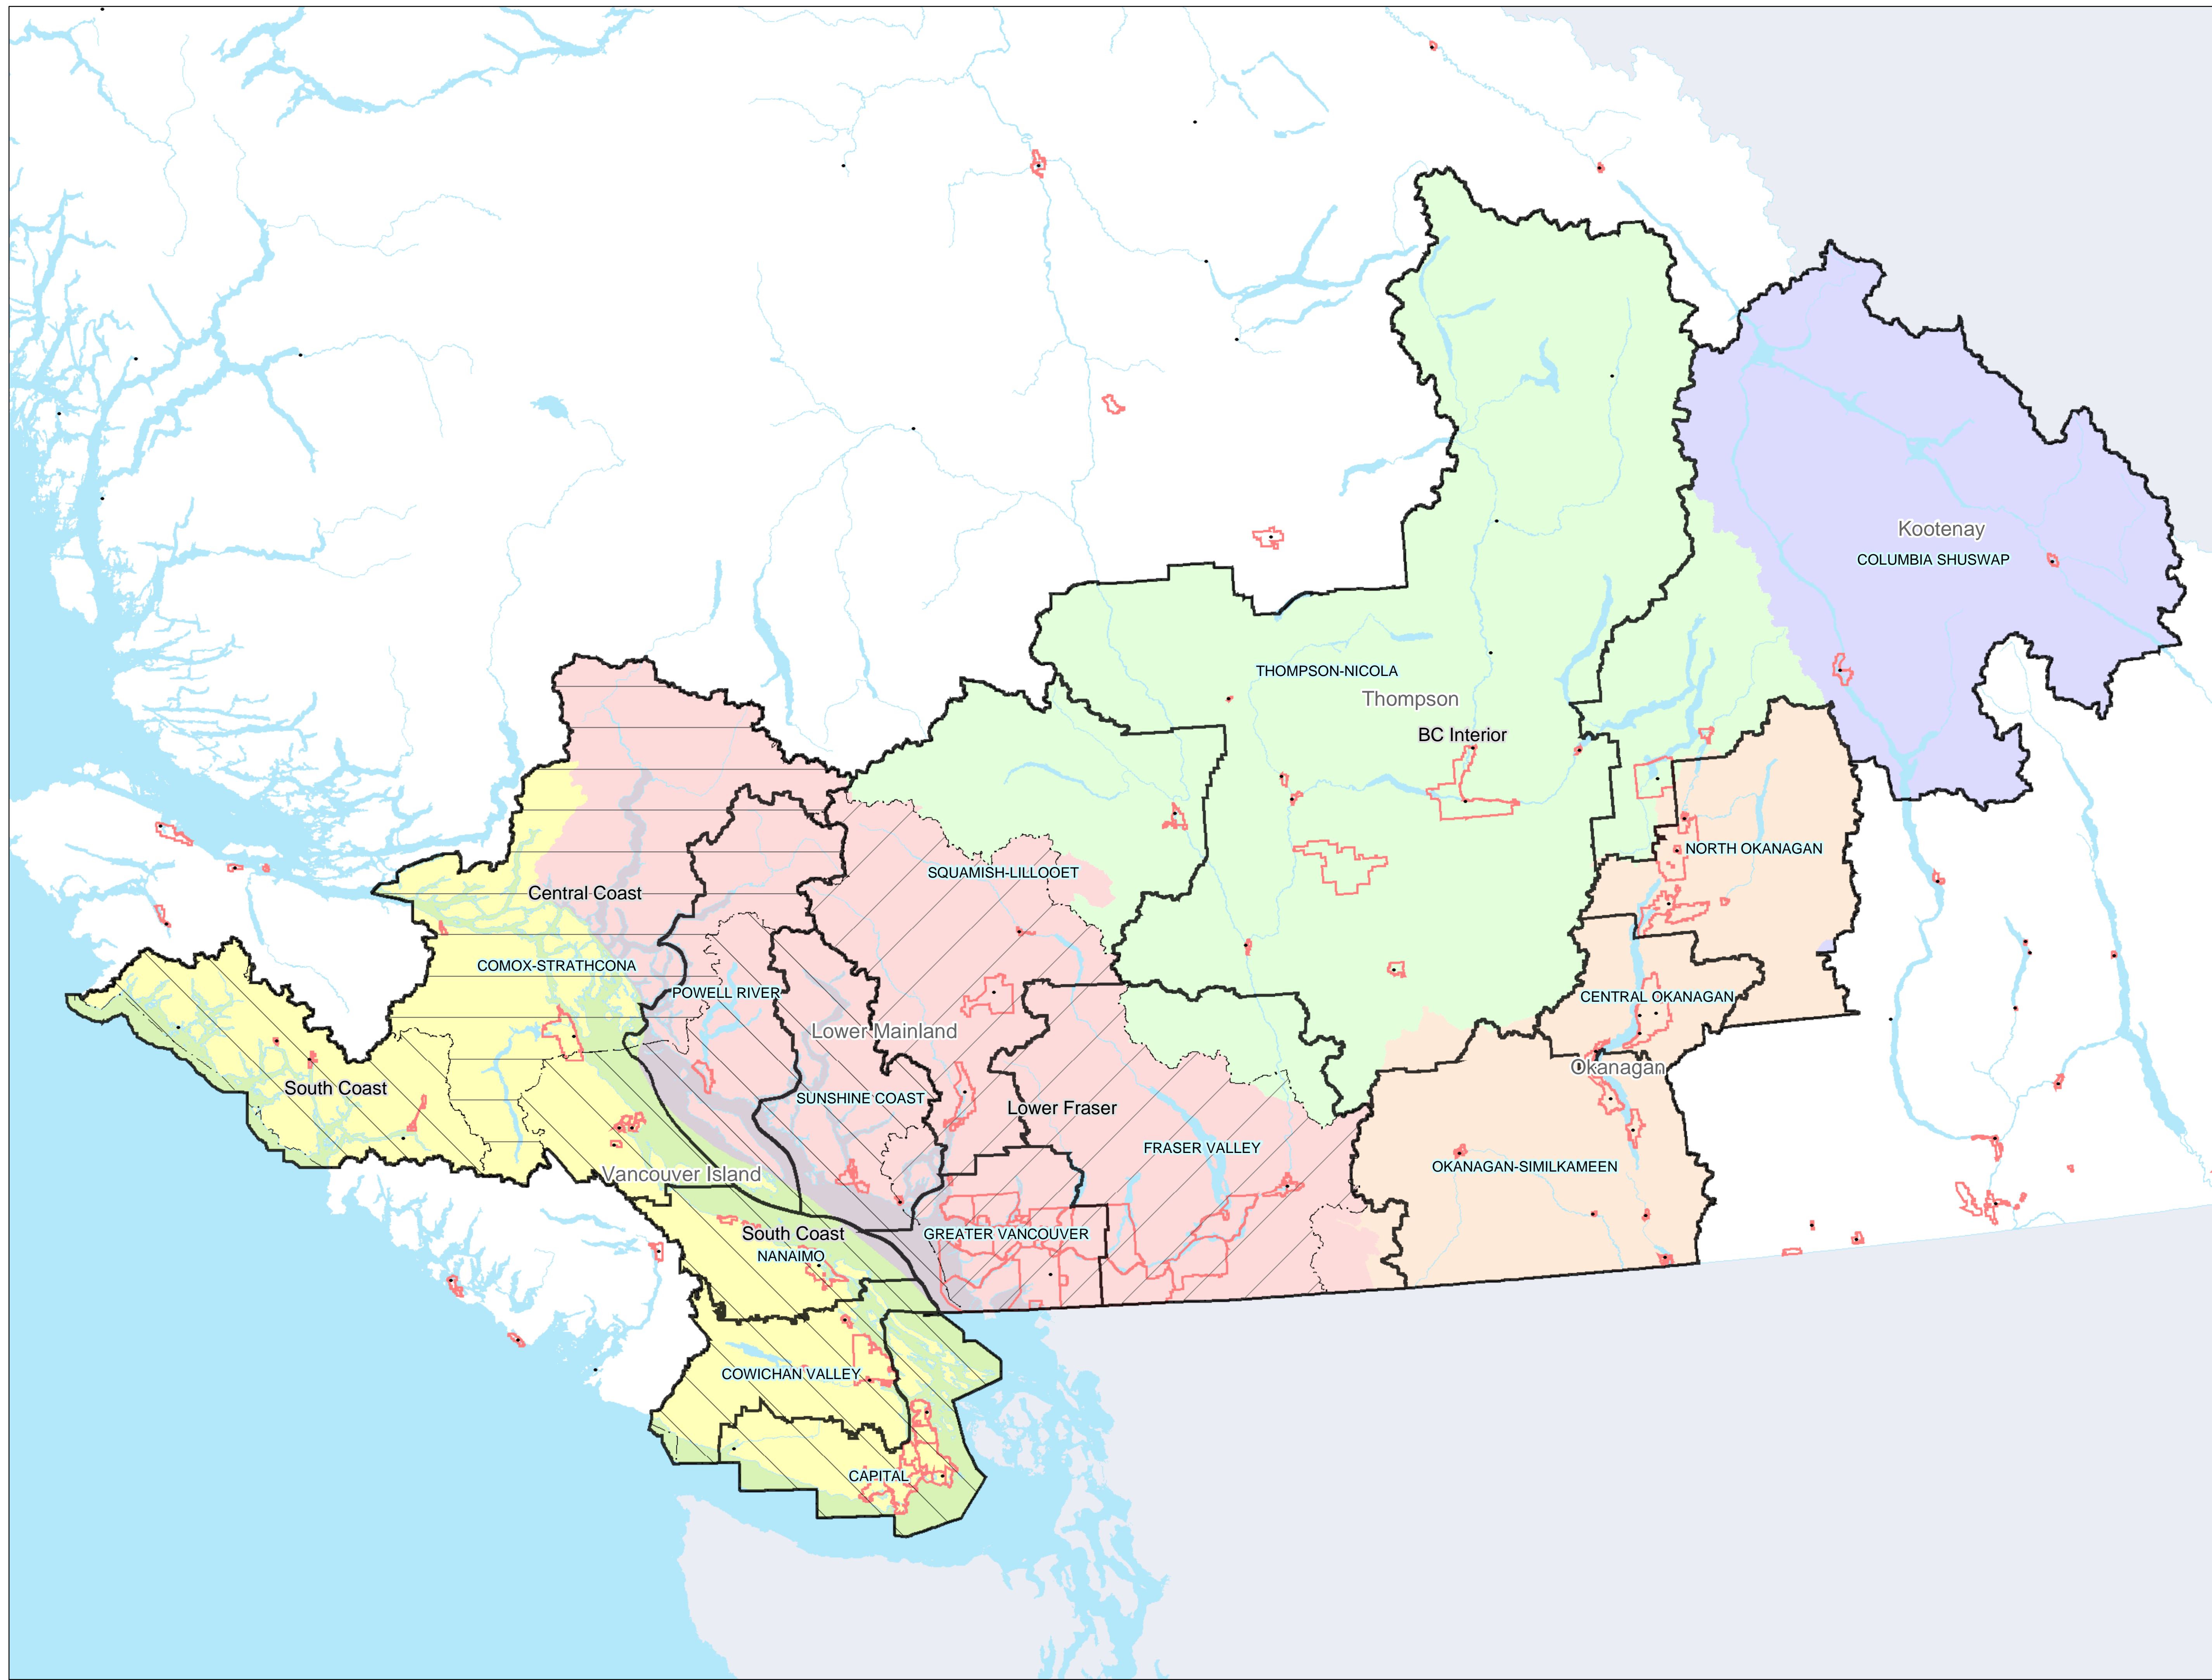 Kootenay
COLUMBIA SHUSWAP
THOMPSON-NICOLA
Thompson
BC Interior
NORTH OKANAGAN
SQUAMISH-LILLOOET
Central Coast
COMOX-STRATHCONA
POWELL RIVER
CENTRAL OKANAGAN
Lower Mainland
Okanagan
South Coast
SUNSHINE COAST
Lower Fraser
FRASER VALLEY
OKANAGAN-SIMILKAMEEN
Vancouver Island
South Coast
NANAIMO
GREATER VANCOUVER
COWICHAN VALLEY
CAPITAL